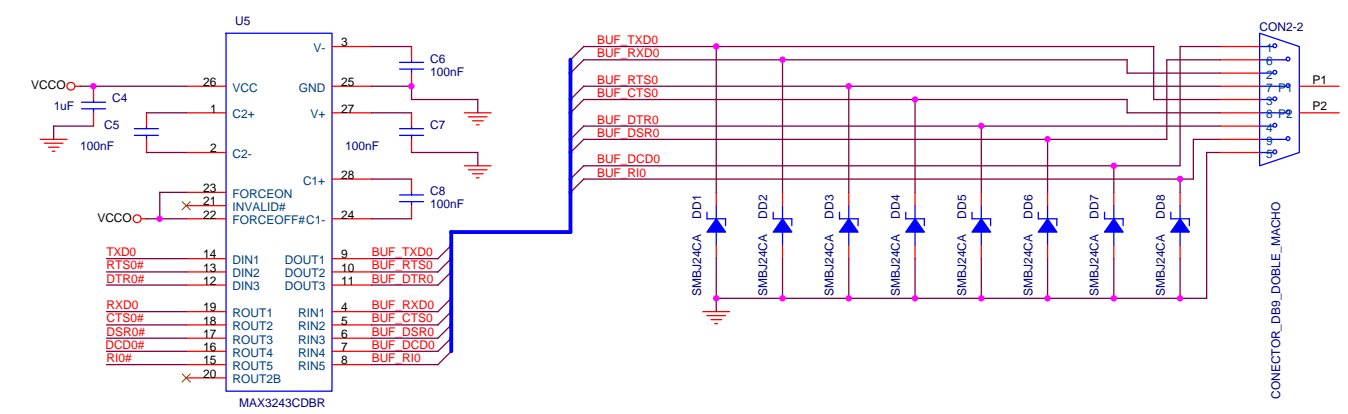 U5
CON2-2
VCCO
1uF
C4
C5
100nF
26
VCC
1
C2+
2
C2-
23
FORCEON
21
INVALID#
VCCO
22
FORCEOFF#
V-
3
C6
100nF
GND
25
V+
27
C7
100nF
C1+
28
C8
100nF
C1-
24
TXD0 14 DIN1 DOUT1 9 BUF_TXD0
RTS0# 13 DIN2 DOUT2 10 BUF_RTS0
DTR0# 12 DIN3 DOUT3 11 BUF_DTR0
RXD0 19 ROUT1 RIN1 4 BUF_RXD0
CTS0# 18 ROUT2 RIN2 5 BUF_CTS0
DSR0# 17 ROUT3 RIN3 6 BUF_DSR0
DCD0# 16 ROUT4 RIN4 7 BUF_DCD0
RI0# 15 ROUT5 RIN5 8 BUF_RI0
20 ROUT2B
MAX3243CDBR
BUF_TXD0
BUF_RXD0
BUF_RTS0
BUF_CTS0
BUF_DTR0
BUF_DSR0
BUF_DCD0
BUF_RI0
DD1
SMBJ24CA
DD2
SMBJ24CA
DD3
SMBJ24CA
DD4
SMBJ24CA
DD5
SMBJ24CA
DD6
SMBJ24CA
DD7
SMBJ24CA
DD8
SMBJ24CA
1
6
2
7
P1
P1
3
8
P2
P2
4
9
5
CONECTOR_DB9_DOBLE_MACHO